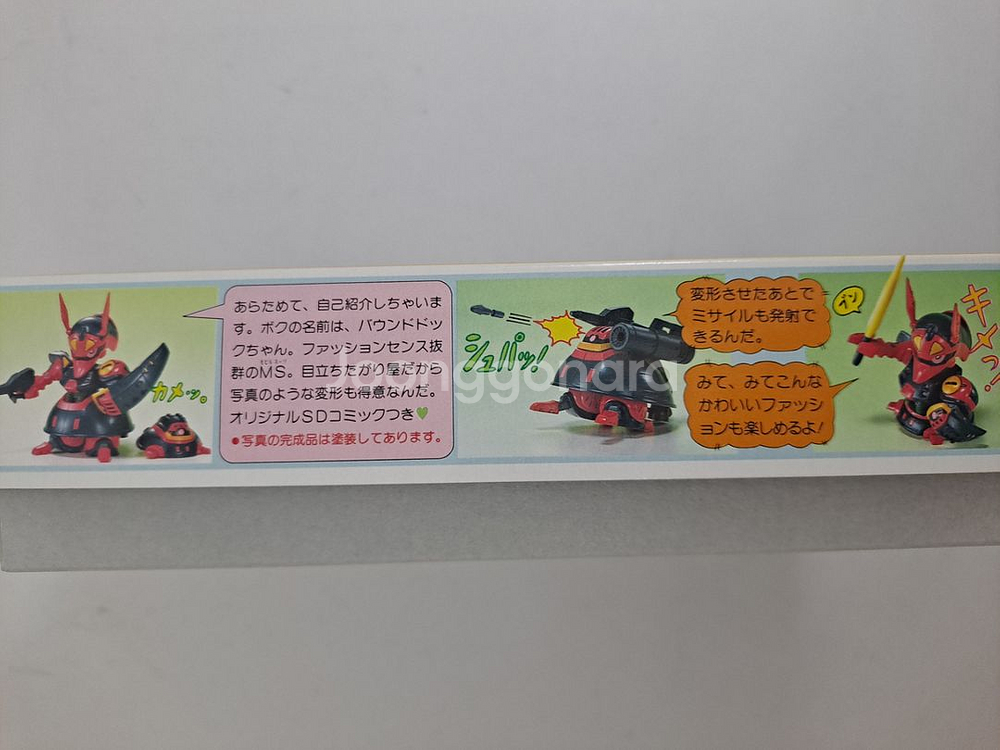 カメッ。
あらためて、自己紹介しちゃいま
す。ボクの名前は、バウンドドッ
クちゃん。ファッションセンス抜
群のMS。目立ちたがり屋だから
写真のような変形も得意なんだ。
オリジナルSDコミックつき♥
●写真の完成品は塗装してあります。
シュパッ!
変形させたあとで
ミサイルも発射で
きるんだ。
みて、みてこんな
かわいいファッシ
ョンも楽しめるよ!
キメッ